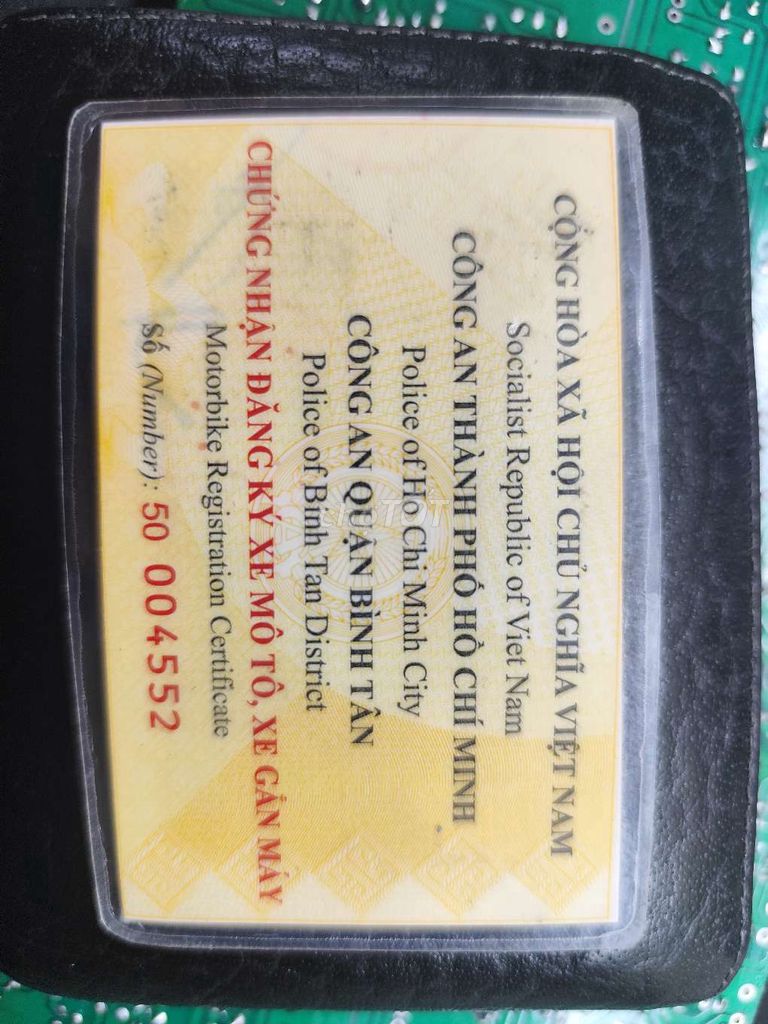 CỘNG HÒA XÃ HỘI CHỦ NGHĨA VIỆT NAM
Socialist Republic of Viet Nam
CÔNG AN THÀNH PHỐ HỒ CHÍ MINH
Police of Ho Chi Minh City
CÔNG AN QUẬN BÌNH TÂN
Police of Binh Tan District
CHỨNG NHẬN ĐĂNG KÝ XE MÔ TÔ, XE GẮN MÁY
Motorbike Registration Certificate
Số (Number): 50 004552